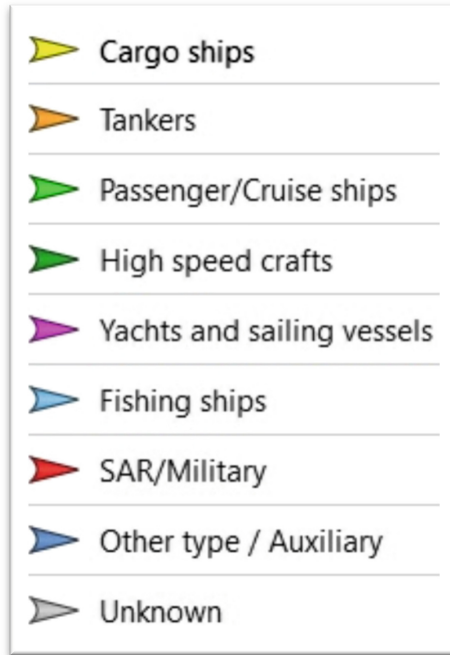 Cargo ships
Tankers
Passenger/Cruise ships
High speed crafts
Yachts and sailing vessels
Fishing ships
SAR/Military
Other type / Auxiliary
Unknown